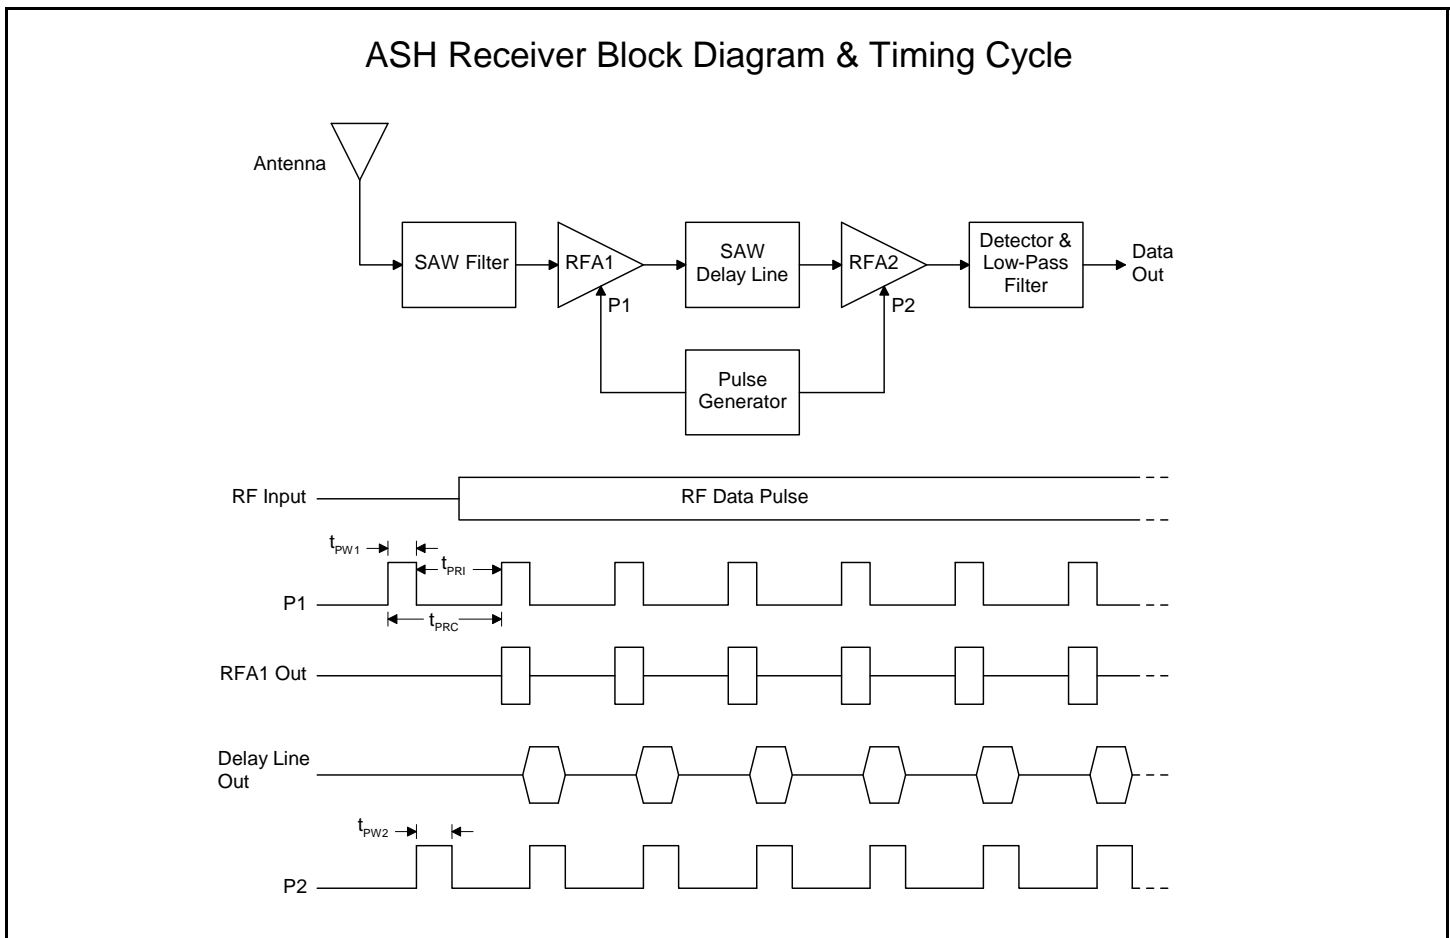 ASH Receiver Block Diagram & Timing Cycle
Antenna
SAW Filter
RFA1
SAW
Delay Line
RFA2
Detector &
Low-Pass
Filter
Data
Out
P1
P2
Pulse
Generator
RF Input
RF Data Pulse
tPW1
tPRI
P1
tPRC
RFA1 Out
Delay Line
Out
tPW2
P2